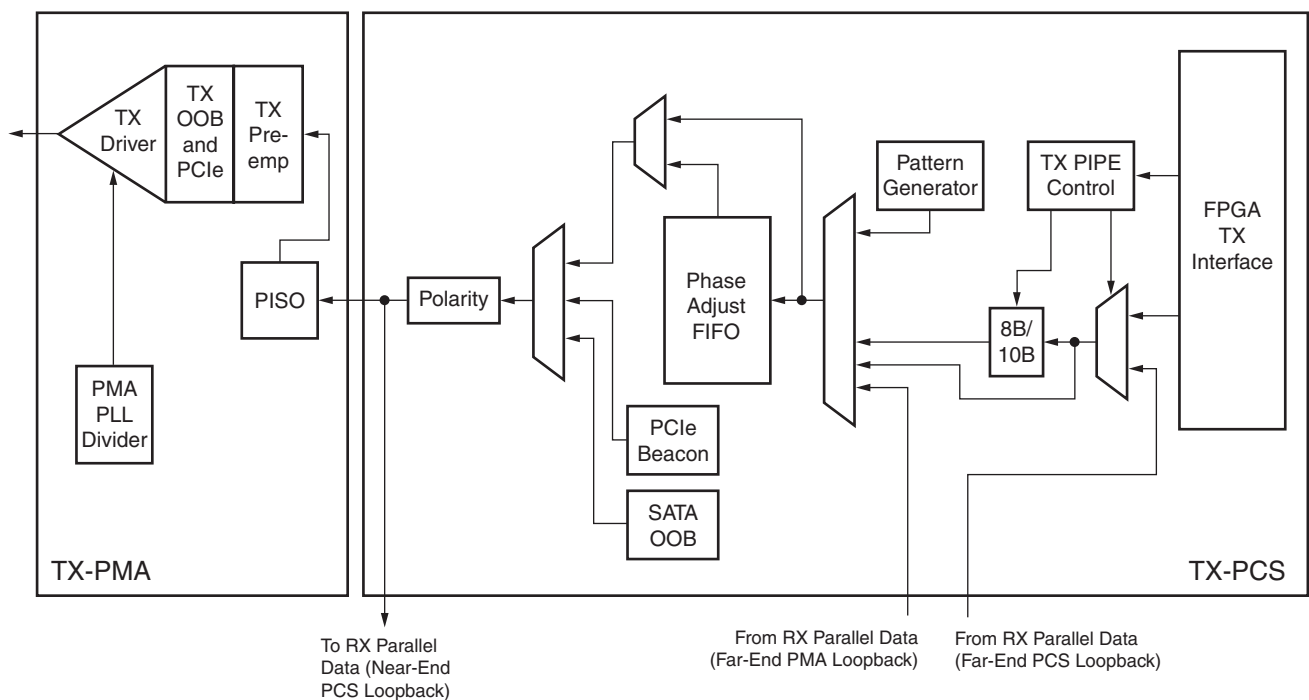 TX
Driver
TX
OOB
and
PCIe
TX
Pre-
emp
Pattern
Generator
TX PIPE
Control
FPGA
TX
Interface
PISO
Polarity
Phase
Adjust
FIFO
8B/
10B
PMA
PLL
Divider
PCIe
Beacon
SATA
OOB
TX-PMA
TX-PCS
To RX Parallel
Data (Near-End
PCS Loopback)
From RX Parallel Data
(Far-End PMA Loopback)
From RX Parallel Data
(Far-End PCS Loopback)